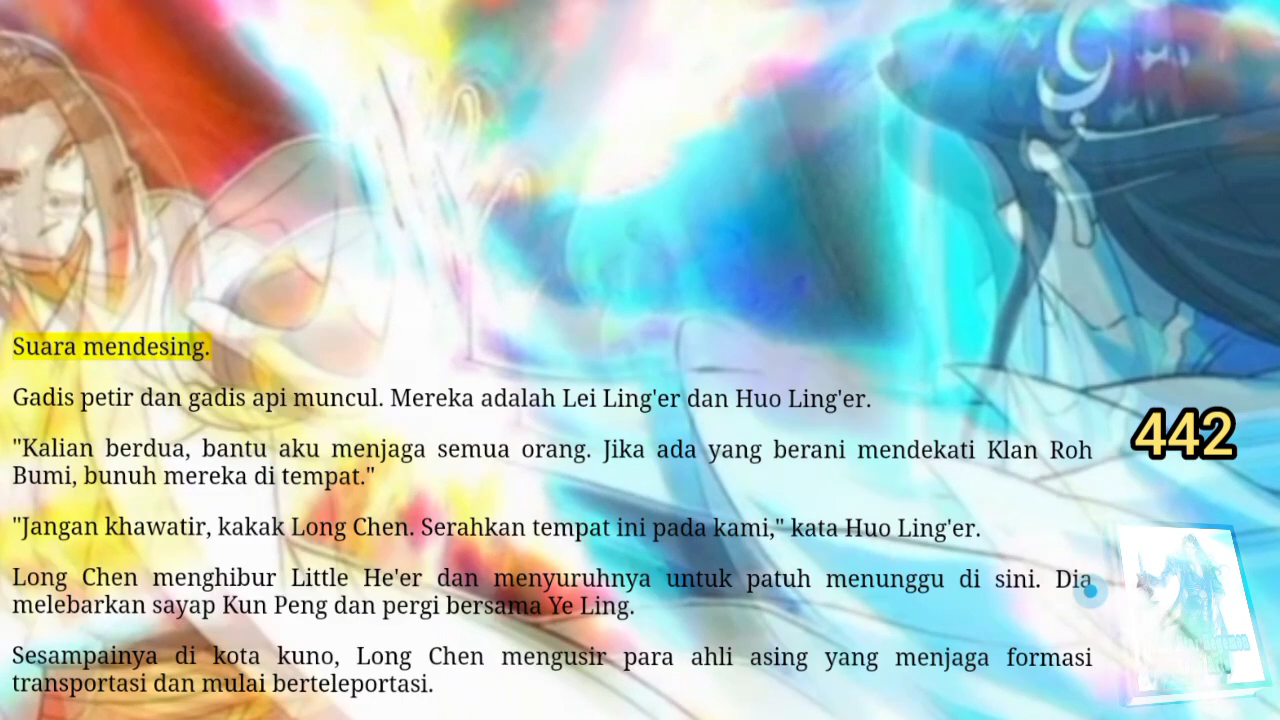 Suara mendesing.
Gadis petir dan gadis api muncul. Mereka adalah Lei Ling'er dan Huo Ling'er.
"Kalian berdua, bantu aku menjaga semua orang. Jika ada yang berani mendekati Klan Roh
Bumi, bunuh mereka di tempat."
"Jangan khawatir, kakak Long Chen. Serahkan tempat ini pada kami," kata Huo Ling'er.
Long Chen menghibur Little He'er dan menyuruhnya untuk patuh menunggu di sini. Dia
melebarkan sayap Kun Peng dan pergi bersama Ye Ling.
Sesampainya di kota kuno, Long Chen mengusir para ahli asing yang menjaga formasi
transportasi dan mulai berteleportasi.
442